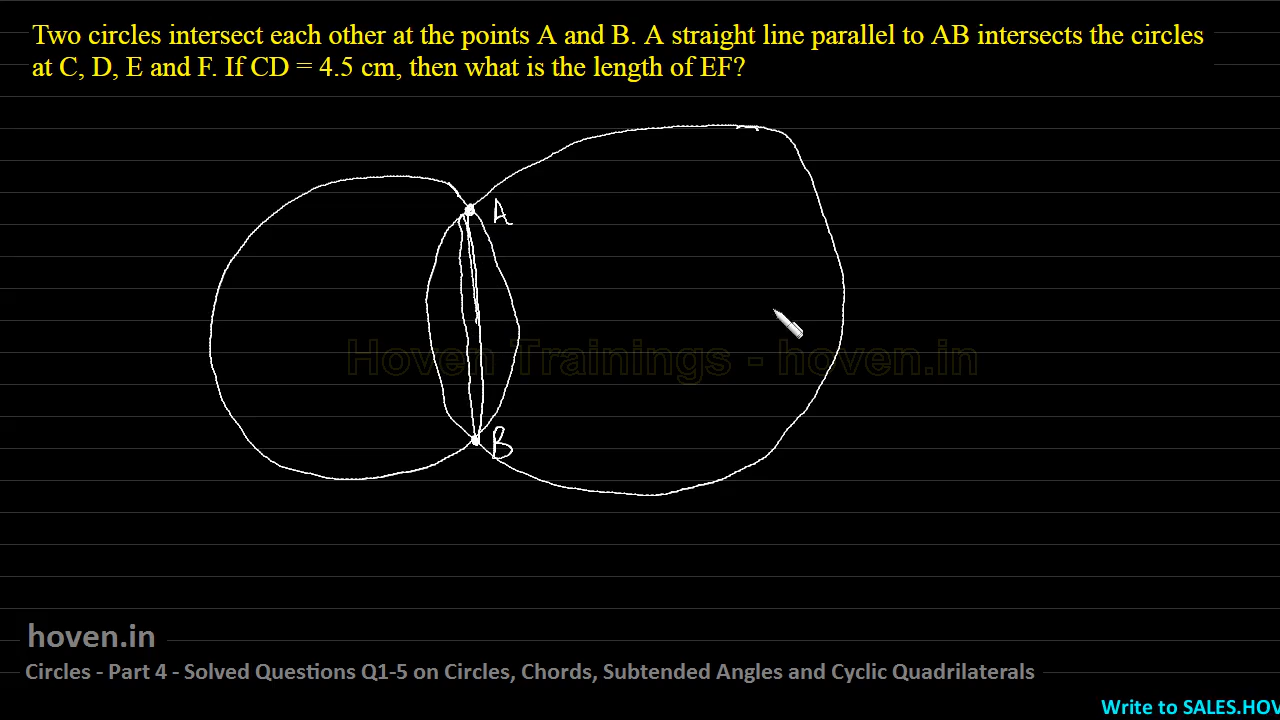 Two circles intersect each other at the points A and B. A straight line parallel to AB intersects the circles
at C, D, E and F. If CD = 4.5 cm, then what is the length of EF?
A
Hoven Trainings - hoven.in
B
hoven.in
Circles - Part 4 - Solved Questions Q1-5 on Circles, Chords, Subtended Angles and Cyclic Quadrilaterals
Write to SALES.HOV